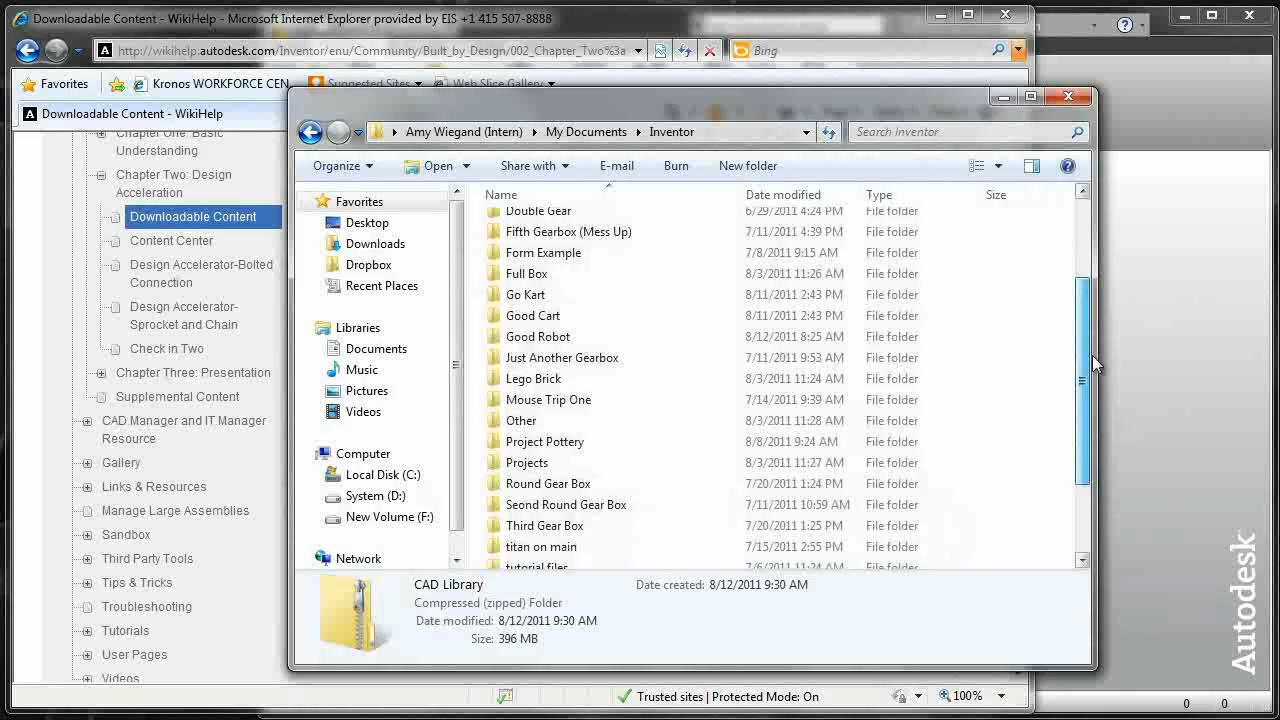 Downloadable Content - WikiHelp - Microsoft Internet Explorer provided by EIS +1 415 507-8888
http://wikihelp.autodesk.com/Inventor/enu/Community/Built_by_Design/002_Chapter_Two%3a
Bing
Favorites
Kronos WORKFORCE CEN
Suggested Sites
Web Slice Gallery
Downloadable Content - WikiHelp
Chapter One: Basic
Understanding
Chapter Two: Design
Acceleration
Downloadable Content
Content Center
Design Accelerator-Bolted
Connection
Design Accelerator-
Sprocket and Chain
Check in Two
Chapter Three: Presentation
Supplemental Content
CAD Manager and IT Manager
Resource
Gallery
Links & Resources
Manage Large Assemblies
Sandbox
Third Party Tools
Tips & Tricks
Troubleshooting
Tutorials
User Pages
Videos
Amy Wiegand (Intern) My Documents Inventor
Search inventor
Organize Open Share with E-mail Burn New folder
Favorites
Desktop
Downloads
Dropbox
Recent Places
Libraries
Documents
Music
Pictures
Videos
Computer
Local Disk (C:)
System (D:)
New Volume (F:)
Network
Name Date modified Type Size
Double Gear 6/29/2011 4:24 PM File folder
Fifth Gearbox (Mess Up) 7/11/2011 4:39 PM File folder
Form Example 7/8/2011 9:15 AM File folder
Full Box 8/3/2011 11:26 AM File folder
Go Kart 8/11/2011 2:43 PM File folder
Good Cart 8/11/2011 2:43 PM File folder
Good Robot 8/12/2011 8:25 AM File folder
Just Another Gearbox 7/11/2011 9:53 AM File folder
Lego Brick 8/3/2011 11:24 AM File folder
Mouse Trip One 7/14/2011 9:39 AM File folder
Other 8/3/2011 11:28 AM File folder
Project Pottery 8/8/2011 9:24 AM File folder
Projects 8/3/2011 11:27 AM File folder
Round Gear Box 7/20/2011 1:24 PM File folder
Seond Round Gear Box 7/11/2011 10:59 AM File folder
Third Gear Box 7/20/2011 1:25 PM File folder
titan on main 7/15/2011 2:55 PM File folder
tutorial files 7/6/2011 11:24 AM File folder
CAD Library Date created: 8/12/2011 9:30 AM
Compressed (zipped) Folder
Date modified: 8/12/2011 9:30 AM
Size: 396 MB
Trusted sites | Protected Mode: On
100%
Autodesk
0 0